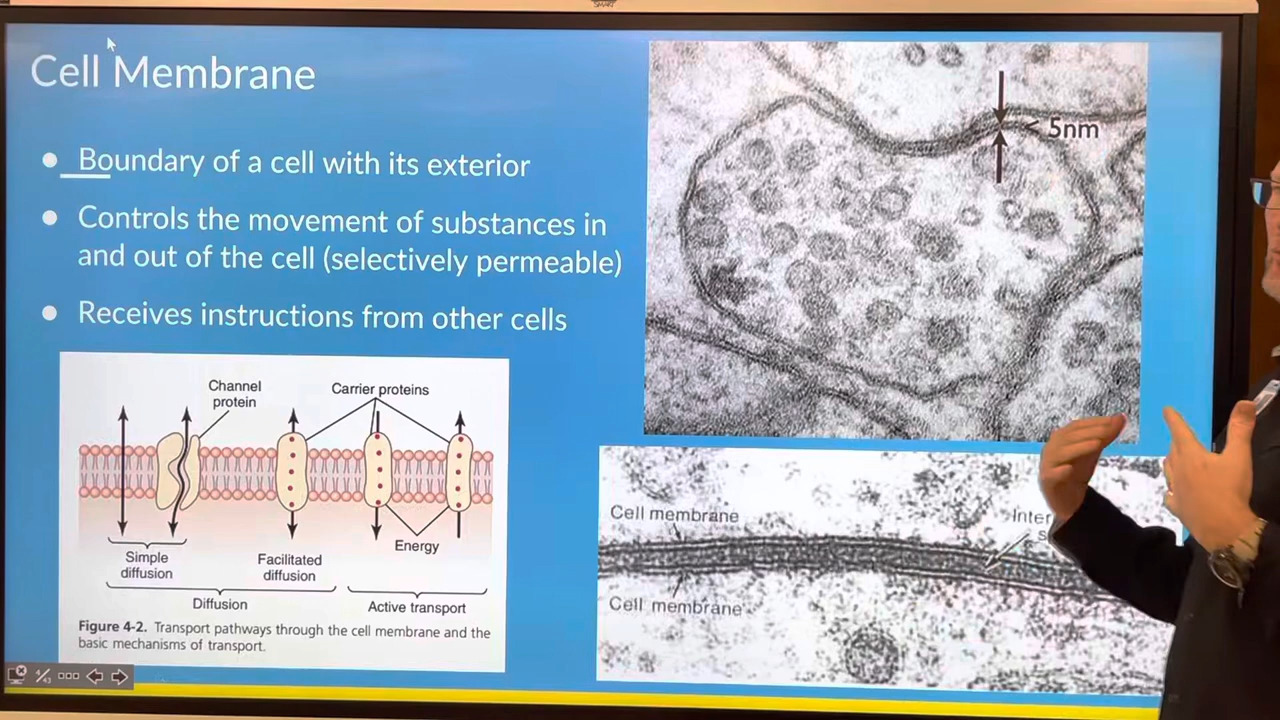 SMART
Cell Membrane
● Boundary of a cell with its exterior
● Controls the movement of substances in
and out of the cell (selectively permeable)
● Receives instructions from other cells
< 5nm
Channel
protein
Carrier proteins
Simple
diffusion
Facilitated
diffusion
Energy
Diffusion
Active transport
Figure 4-2. Transport pathways through the cell membrane and the
basic mechanisms of transport.
Cell membrane
Inter
s
Cell membrane